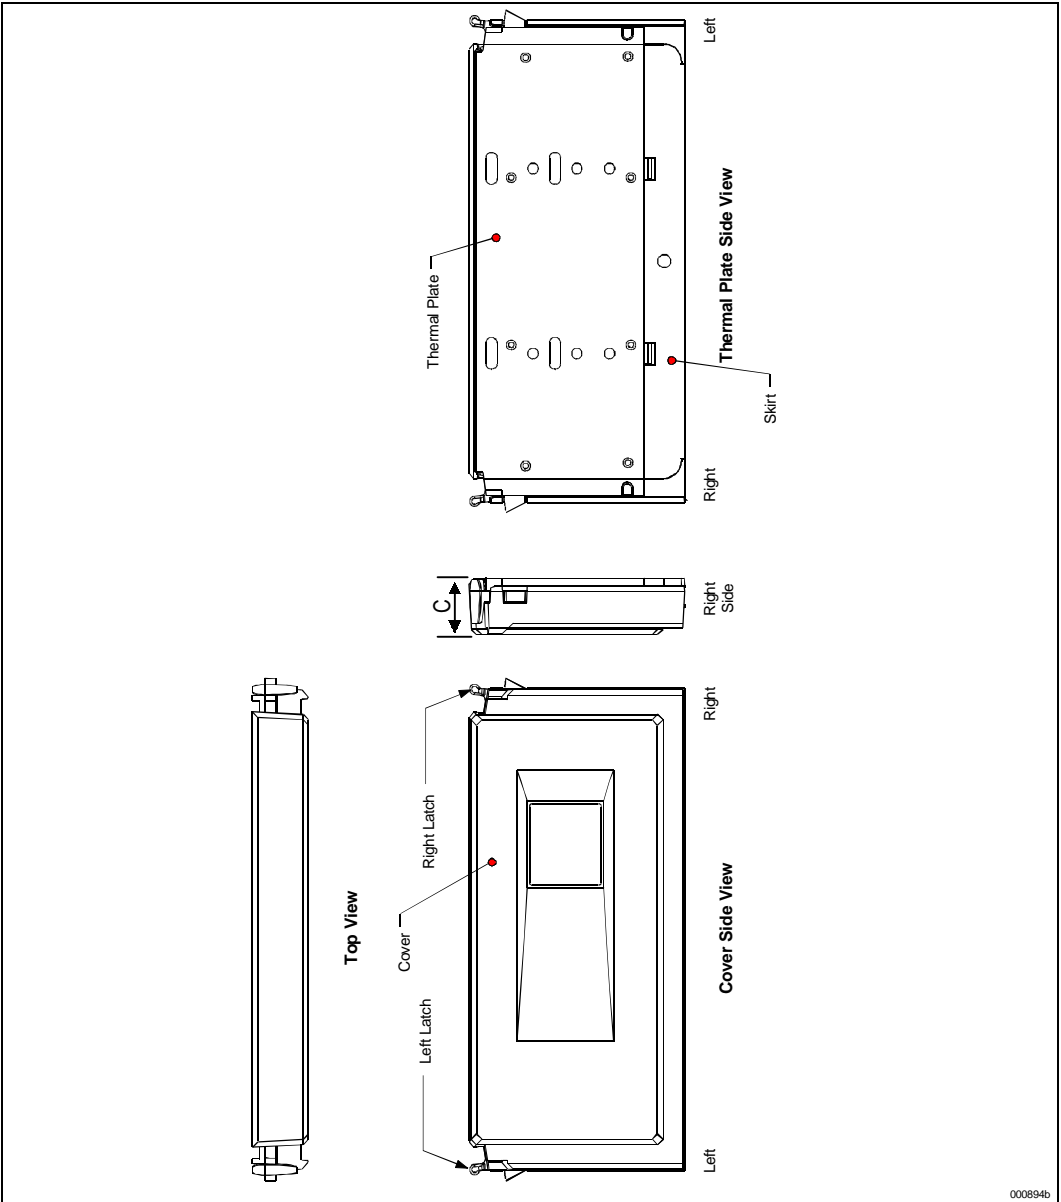 Top View
Left Latch
Cover
Right Latch
Left
Cover Side View
Right
C
Right
Side
Thermal Plate
Right
Skirt
Thermal Plate Side View
Left
000894b